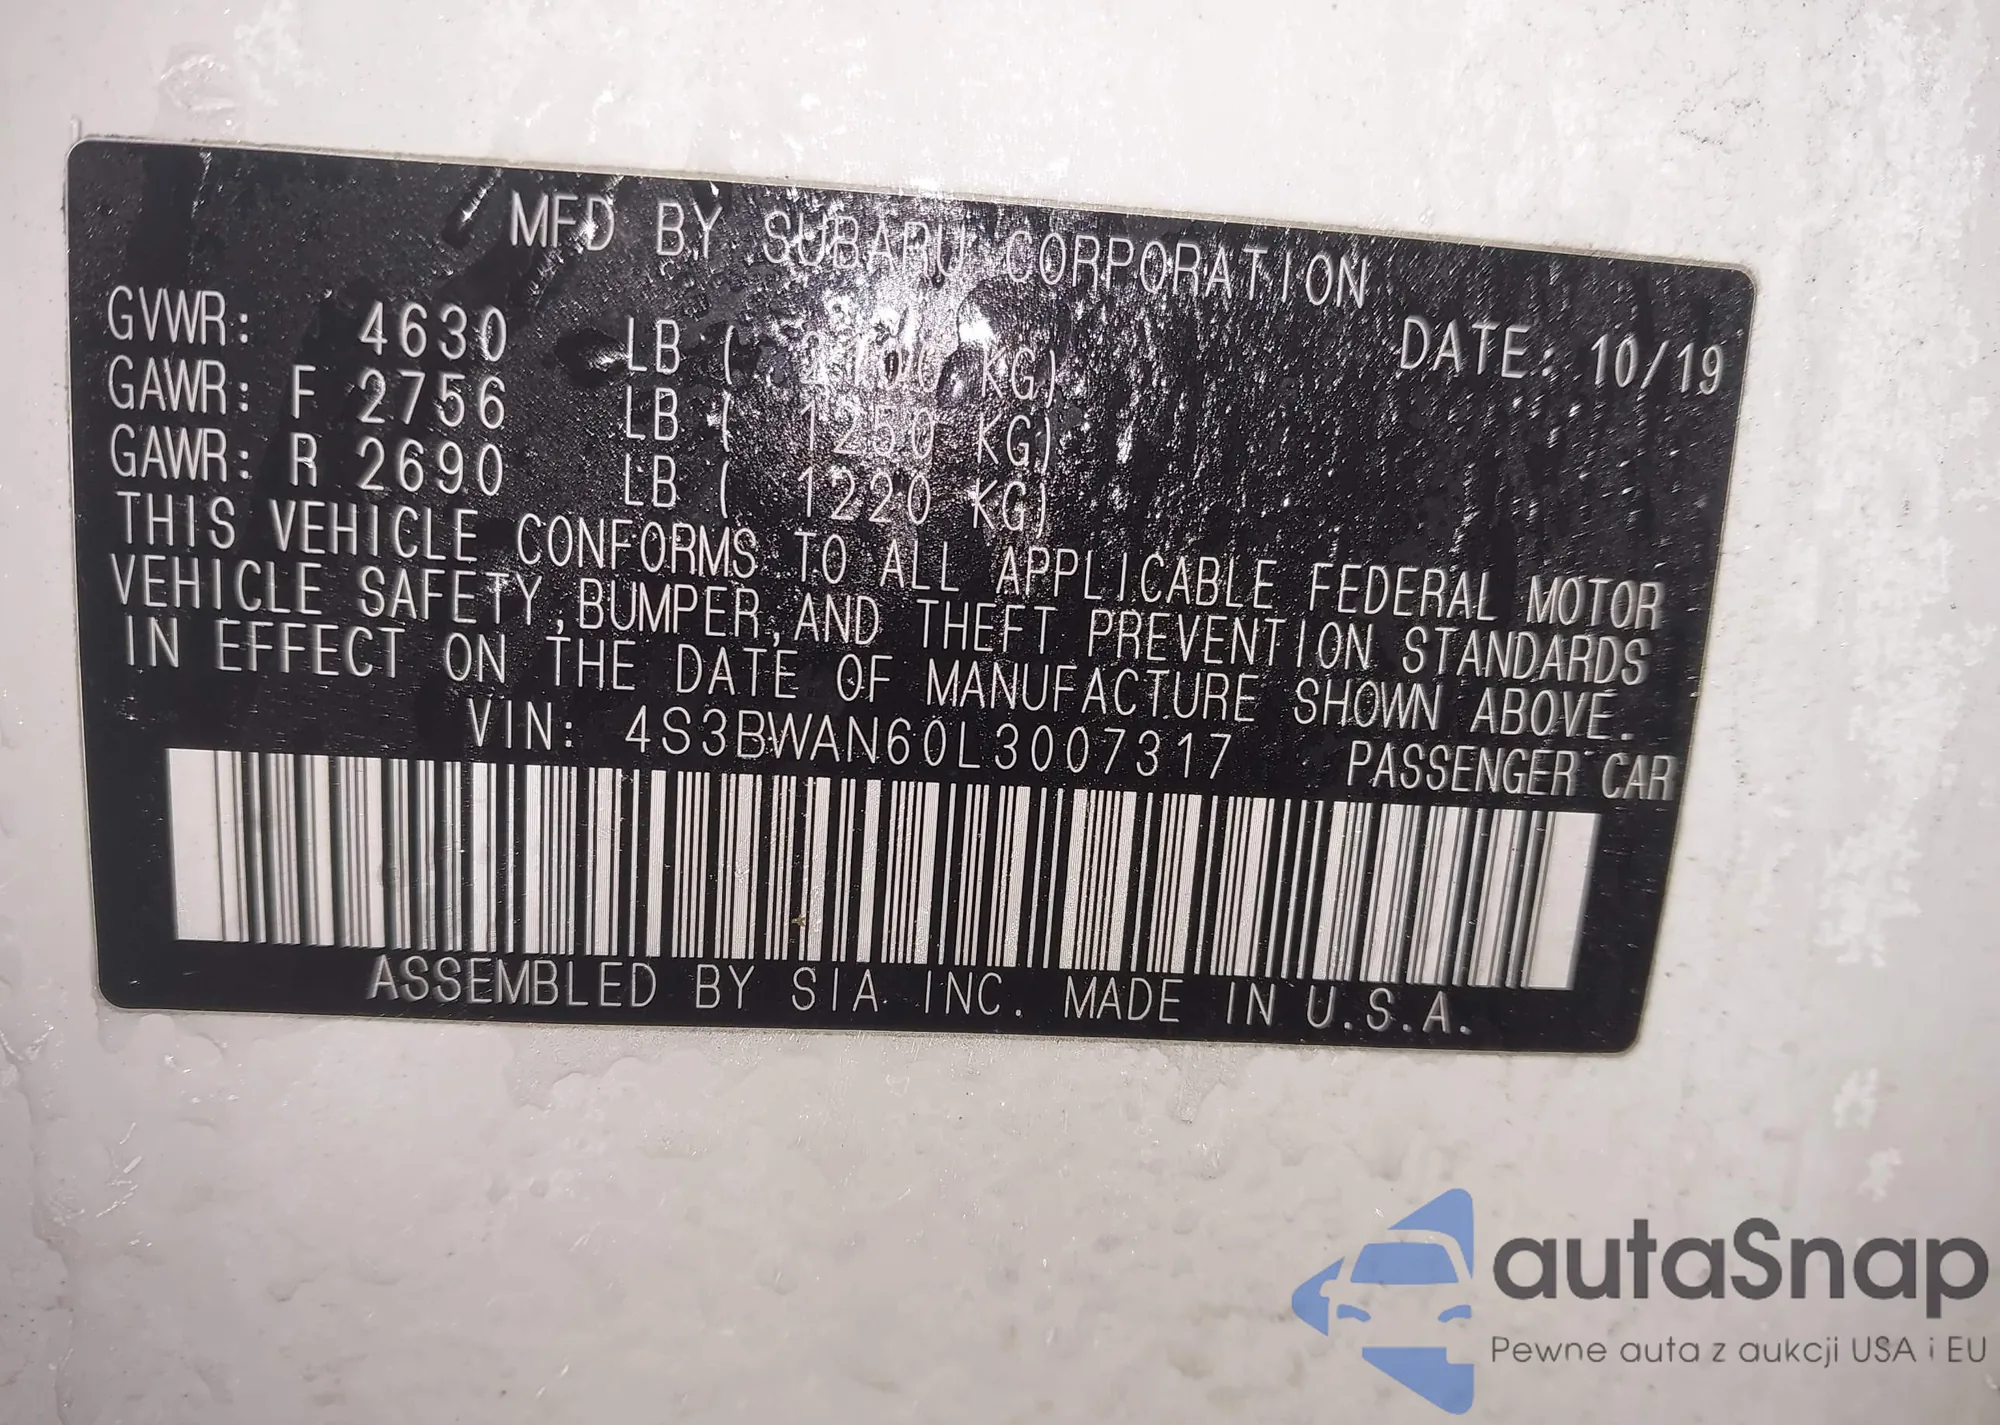 MFD BY SUBARU CORPORATION
GVWR: 4630 LB ( 2100 KG) DATE: 10/19
GAWR: F 2756 LB ( 1250 KG)
GAWR: R 2690 LB ( 1220 KG)
THIS VEHICLE CONFORMS TO ALL APPLICABLE FEDERAL MOTOR
VEHICLE SAFETY, BUMPER, AND THEFT PREVENTION STANDARDS
IN EFFECT ON THE DATE OF MANUFACTURE SHOWN ABOVE.
VIN: 4S3BWAN60L3007317 PASSENGER CAR
ASSEMBLED BY SIA INC. MADE IN U.S.A.
autaSnap
Pewne auta z aukcji USA i EU